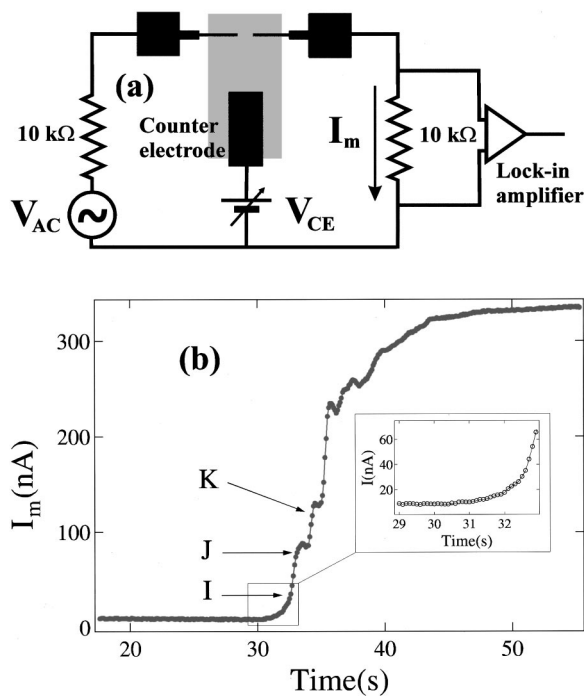 (a)
10 kΩ
Counter
electrode
I_m
10 kΩ
Lock-in
amplifier
V_AC
V_CE
(b)
300
200
100
0
I_m(nA)
K
J
I
I(nA)
60
40
20
29 30 31 32
Time(s)
20 30 40 50
Time(s)